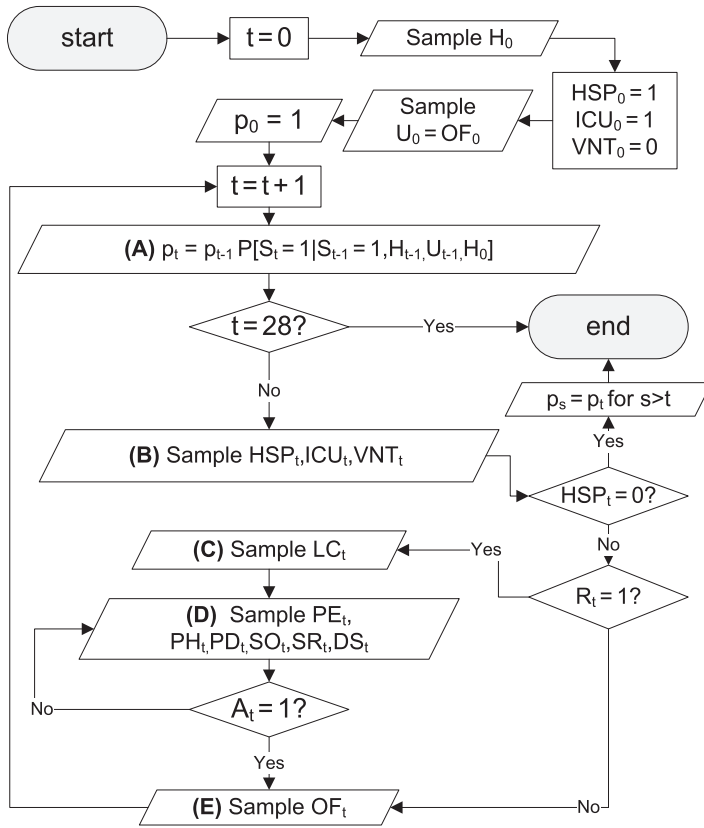 start
t=0
Sample H₀
HSP₀ = 1
ICU₀ = 1
VNT₀ = 0
Sample
U₀ = OF₀
p₀ = 1
t = t + 1
(A) pₜ = pₜ₋₁ P[Sₜ = 1|Sₜ₋₁ = 1,Hₜ₋₁,Uₜ₋₁,H₀]
t = 28?
Yes
end
No
pₛ = pₜ for s>t
Yes
(B) Sample HSPₜ,ICUₜ,VNTₜ
HSPₜ = 0?
No
(C) Sample LCₜ
Yes
Rₜ = 1?
(D) Sample PEₜ,
PHₜ,PDₜ,SOₜ,SRₜ,DSₜ
No
Aₜ = 1?
Yes
(E) Sample OFₜ
No